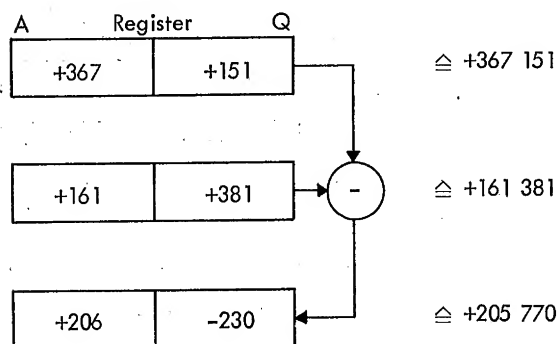 A Register Q
+367 +151 ≙ +367 151
+161 +381 - ≙ +161 381
+206 -230 ≙ +205 770